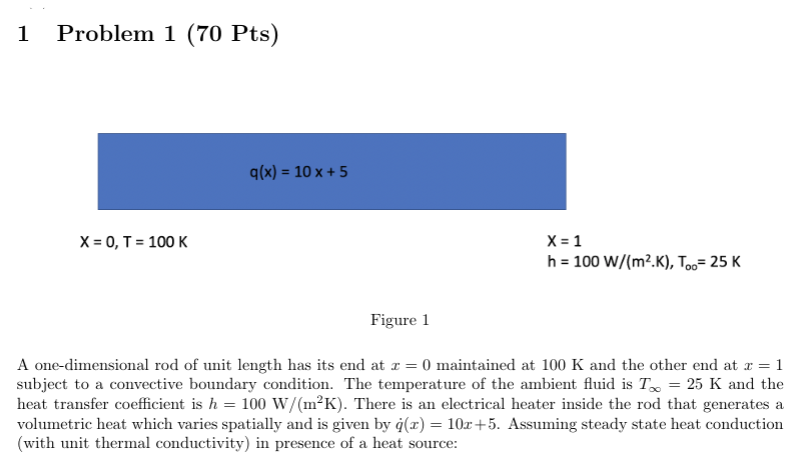 1 Problem 1 (70 Pts)
q(x) = 10 x + 5
X = 0, T = 100 K
X = 1
h = 100 W/(m².K), T∞= 25 K
Figure 1
A one-dimensional rod of unit length has its end at x = 0 maintained at 100 K and the other end at x = 1
subject to a convective boundary condition. The temperature of the ambient fluid is T∞ = 25 K and the
heat transfer coefficient is h = 100 W/(m²K). There is an electrical heater inside the rod that generates a
volumetric heat which varies spatially and is given by q̇(x) = 10x+5. Assuming steady state heat conduction
(with unit thermal conductivity) in presence of a heat source: